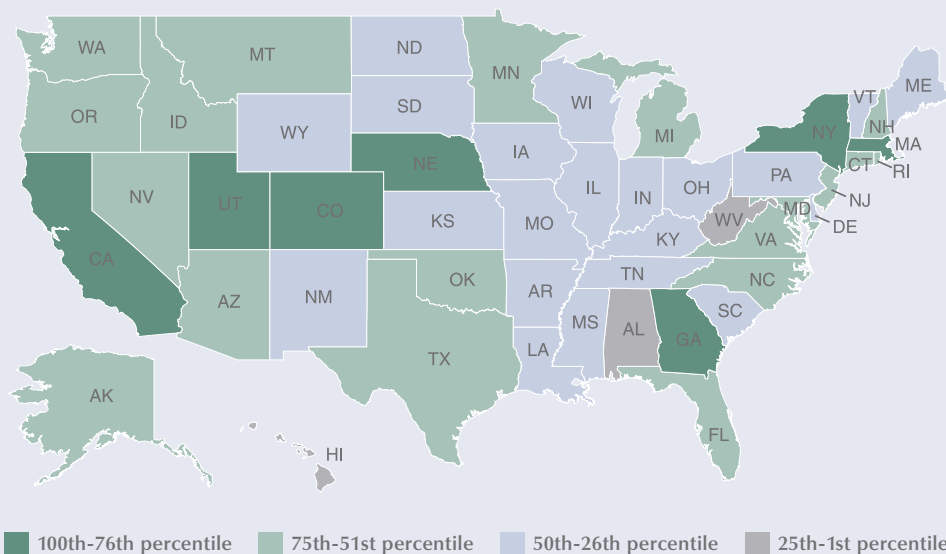 WA
MT
ND
MN
VT
ME
OR
ID
SD
WI
MI
NY
NH
MA
WY
IA
CT
RI
NE
PA
NV
UT
CO
IL
IN
OH
NJ
MD
DE
KS
MO
WV
VA
CA
KY
AZ
NM
OK
AR
TN
NC
SC
MS
AL
GA
TX
LA
AK
FL
HI
100th-76th percentile
75th-51st percentile
50th-26th percentile
25th-1st percentile